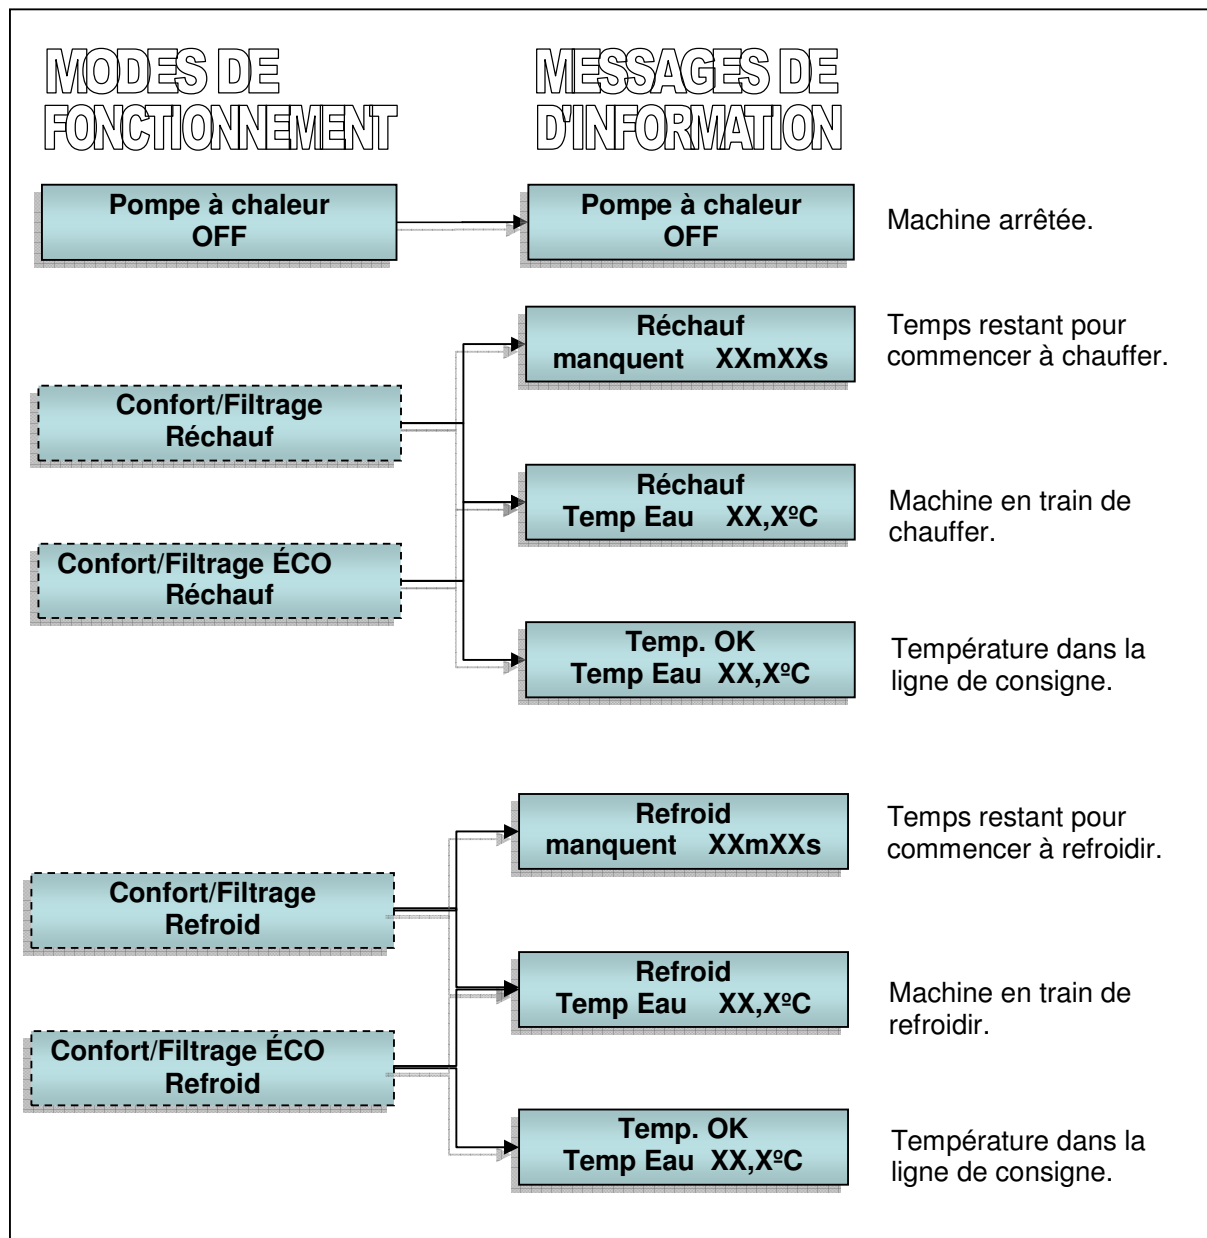 MODES DE
FONCTIONNEMENT
MESSAGES DE
D'INFORMATION
Pompe à chaleur
OFF
Pompe à chaleur
OFF
Machine arrêtée.
Réchauf
manquent XXmXXs
Temps restant pour
commencer à chauffer.
Confort/Filtrage
Réchauf
Réchauf
Temp Eau XX,XºC
Machine en train de
chauffer.
Confort/Filtrage ÉCO
Réchauf
Temp. OK
Temp Eau XX,XºC
Température dans la
ligne de consigne.
Refroid
manquent XXmXXs
Temps restant pour
commencer à refroidir.
Confort/Filtrage
Refroid
Refroid
Temp Eau XX,XºC
Machine en train de
refroidir.
Confort/Filtrage ÉCO
Refroid
Temp. OK
Temp Eau XX,XºC
Température dans la
ligne de consigne.